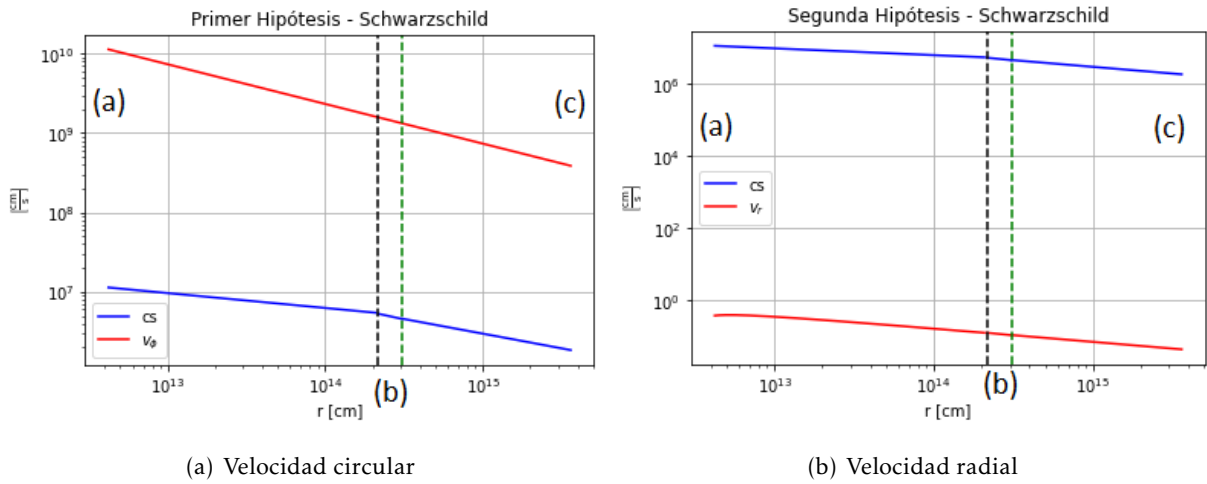 Primer Hipótesis - Schwarzschild
10^10
10^9
10^8
10^7
[cm/s]
(a)
(c)
(b)
cs
v_ϕ
10^13
10^14
10^15
r [cm]
(a) Velocidad circular
Segunda Hipótesis - Schwarzschild
10^6
10^4
10^2
10^0
[cm/s]
(a)
(c)
(b)
cs
v_r
10^13
10^14
10^15
r [cm]
(b) Velocidad radial